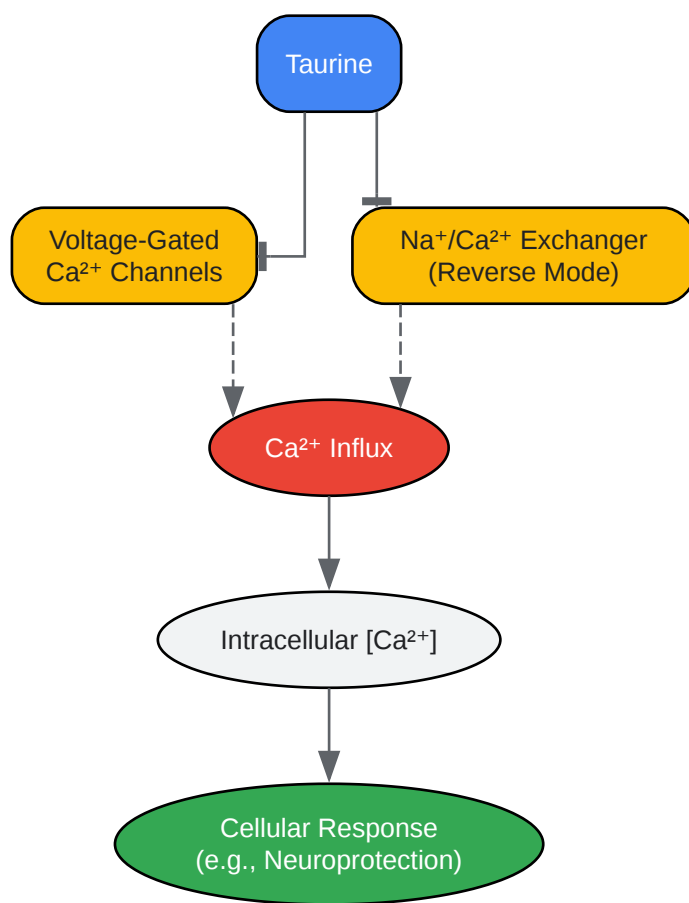 Taurine
Voltage-Gated
Ca²⁺ Channels
Na⁺/Ca²⁺ Exchanger
(Reverse Mode)
Ca²⁺ Influx
Intracellular [Ca²⁺]
Cellular Response
(e.g., Neuroprotection)